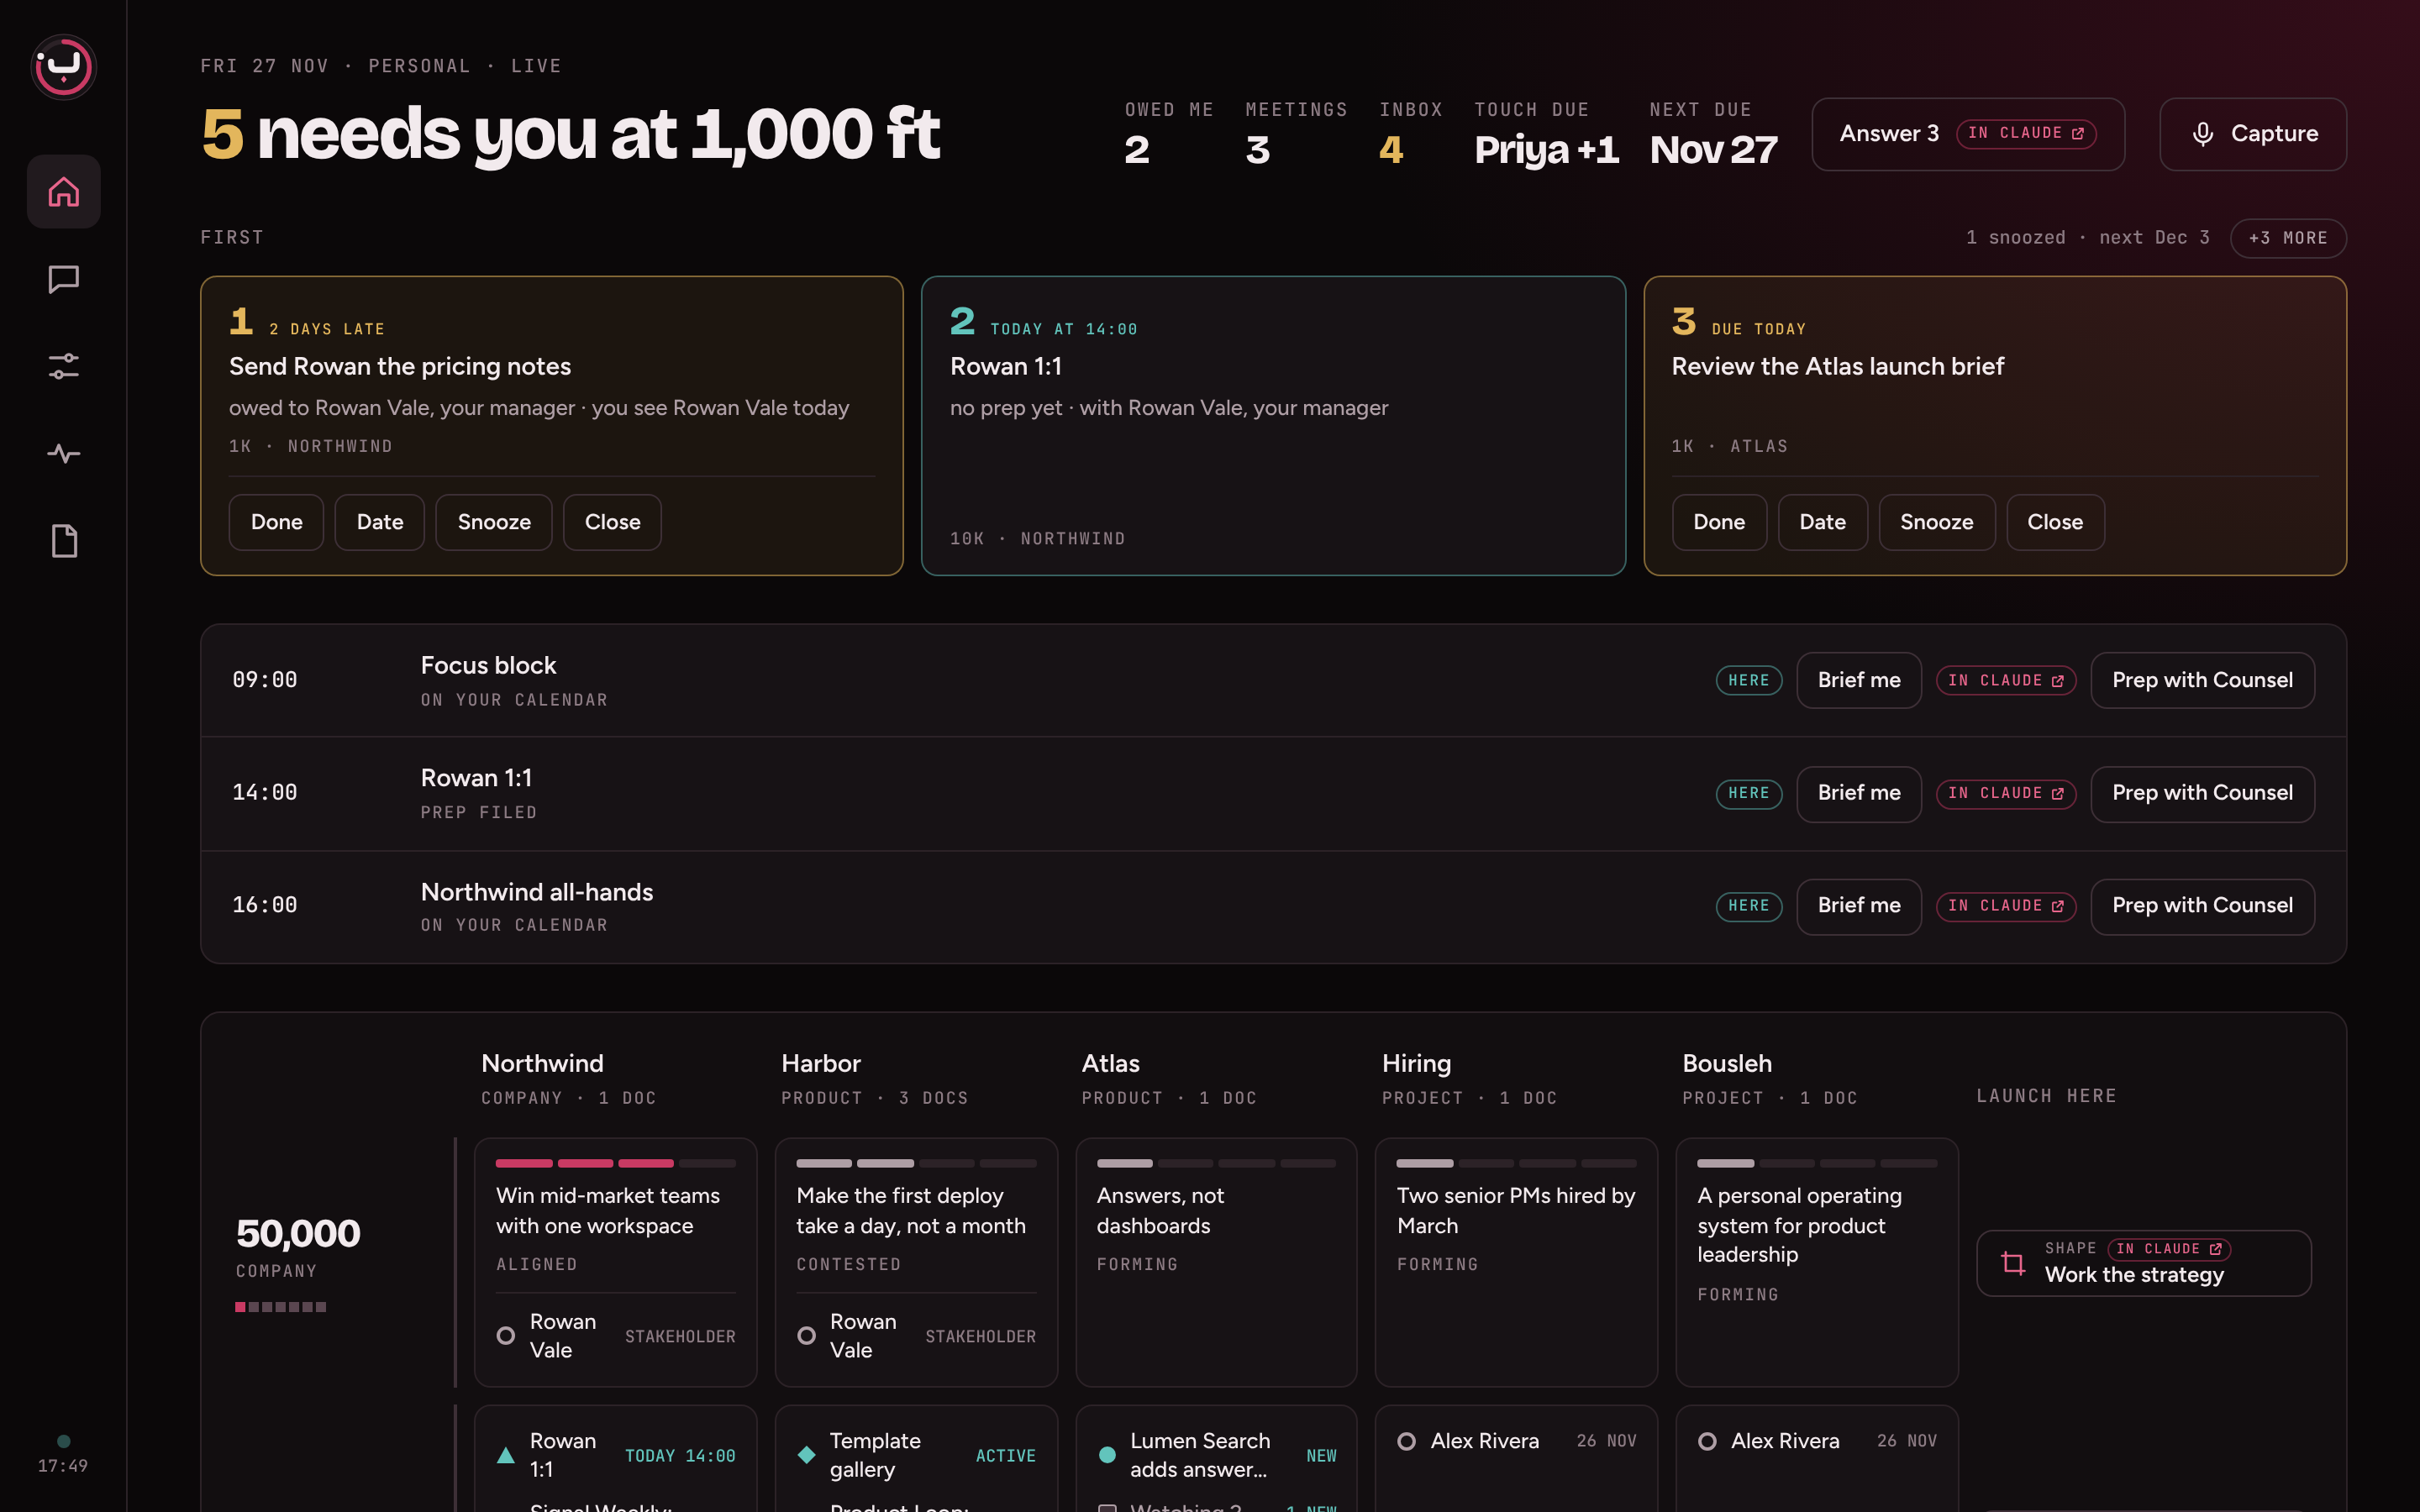 FRI 27 NOV · PERSONAL · LIVE
5 needs you at 1,000 ft
OWED ME
2
MEETINGS
3
INBOX
4
TOUCH DUE
Priya +1
NEXT DUE
Nov 27
Answer 3 IN CLAUDE
Capture
FIRST
1 snoozed · next Dec 3
+3 MORE
1 2 DAYS LATE
Send Rowan the pricing notes
owed to Rowan Vale, your manager · you see Rowan Vale today
1K · NORTHWIND
Done Date Snooze Close
2 TODAY AT 14:00
Rowan 1:1
no prep yet · with Rowan Vale, your manager
10K · NORTHWIND
3 DUE TODAY
Review the Atlas launch brief
1K · ATLAS
Done Date Snooze Close
09:00
Focus block
ON YOUR CALENDAR
HERE Brief me IN CLAUDE Prep with Counsel
14:00
Rowan 1:1
PREP FILED
HERE Brief me IN CLAUDE Prep with Counsel
16:00
Northwind all-hands
ON YOUR CALENDAR
HERE Brief me IN CLAUDE Prep with Counsel
Northwind
COMPANY · 1 DOC
Harbor
PRODUCT · 3 DOCS
Atlas
PRODUCT · 1 DOC
Hiring
PROJECT · 1 DOC
Bousleh
PROJECT · 1 DOC
LAUNCH HERE
50,000
COMPANY
Win mid-market teams
with one workspace
ALIGNED
Rowan
Vale
STAKEHOLDER
Make the first deploy
take a day, not a month
CONTESTED
Rowan
Vale
STAKEHOLDER
Answers, not
dashboards
FORMING
Two senior PMs hired by
March
FORMING
A personal operating
system for product
leadership
FORMING
SHAPE IN CLAUDE
Work the strategy
Rowan
1:1
TODAY 14:00
Signal Weekly:
Template
gallery
ACTIVE
Product Loop:
Lumen Search
adds answer...
NEW
Watching 2
1 NEW
Alex Rivera 26 NOV
Alex Rivera 26 NOV
17:49